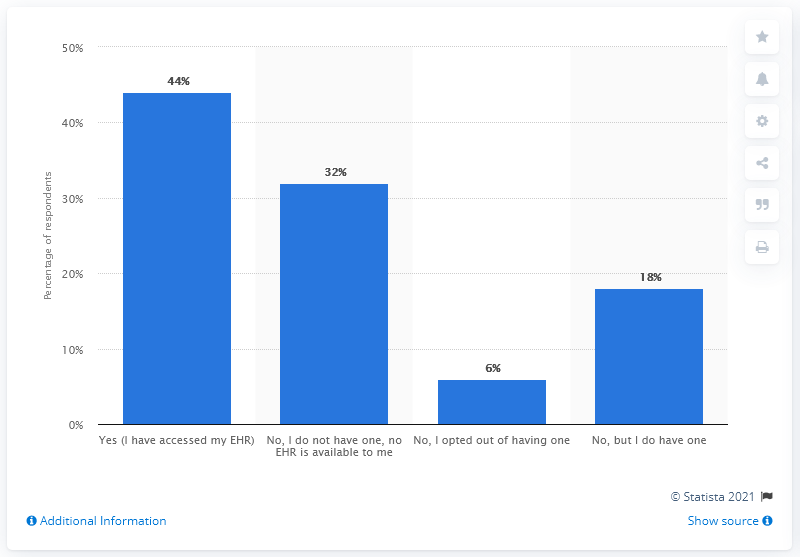 50%
44%
40%
32%
30%
Percentage of respondents
20%
18%
10%
6%
0%
Yes (I have accessed my EHR)
No, I do not have one, no
EHR is available to me
No, I opted out of having one
No, but I do have one
© Statista 2021
Additional Information
Show source